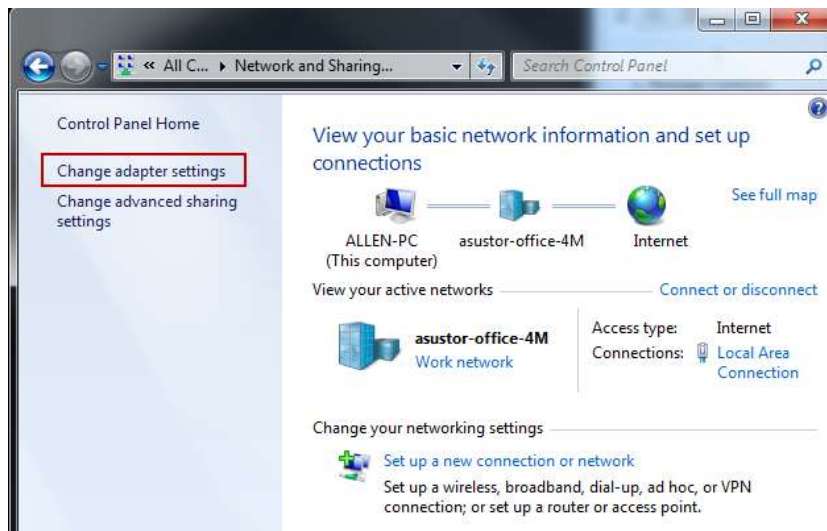 « All C... ▸ Network and Sharing...
Search Control Panel
Control Panel Home
Change adapter settings
Change advanced sharing
settings
View your basic network information and set up
connections
See full map
ALLEN-PC
(This computer)
asustor-office-4M
Internet
View your active networks
Connect or disconnect
asustor-office-4M
Work network
Access type: Internet
Connections: Local Area
Connection
Change your networking settings
Set up a new connection or network
Set up a wireless, broadband, dial-up, ad hoc, or VPN
connection; or set up a router or access point.